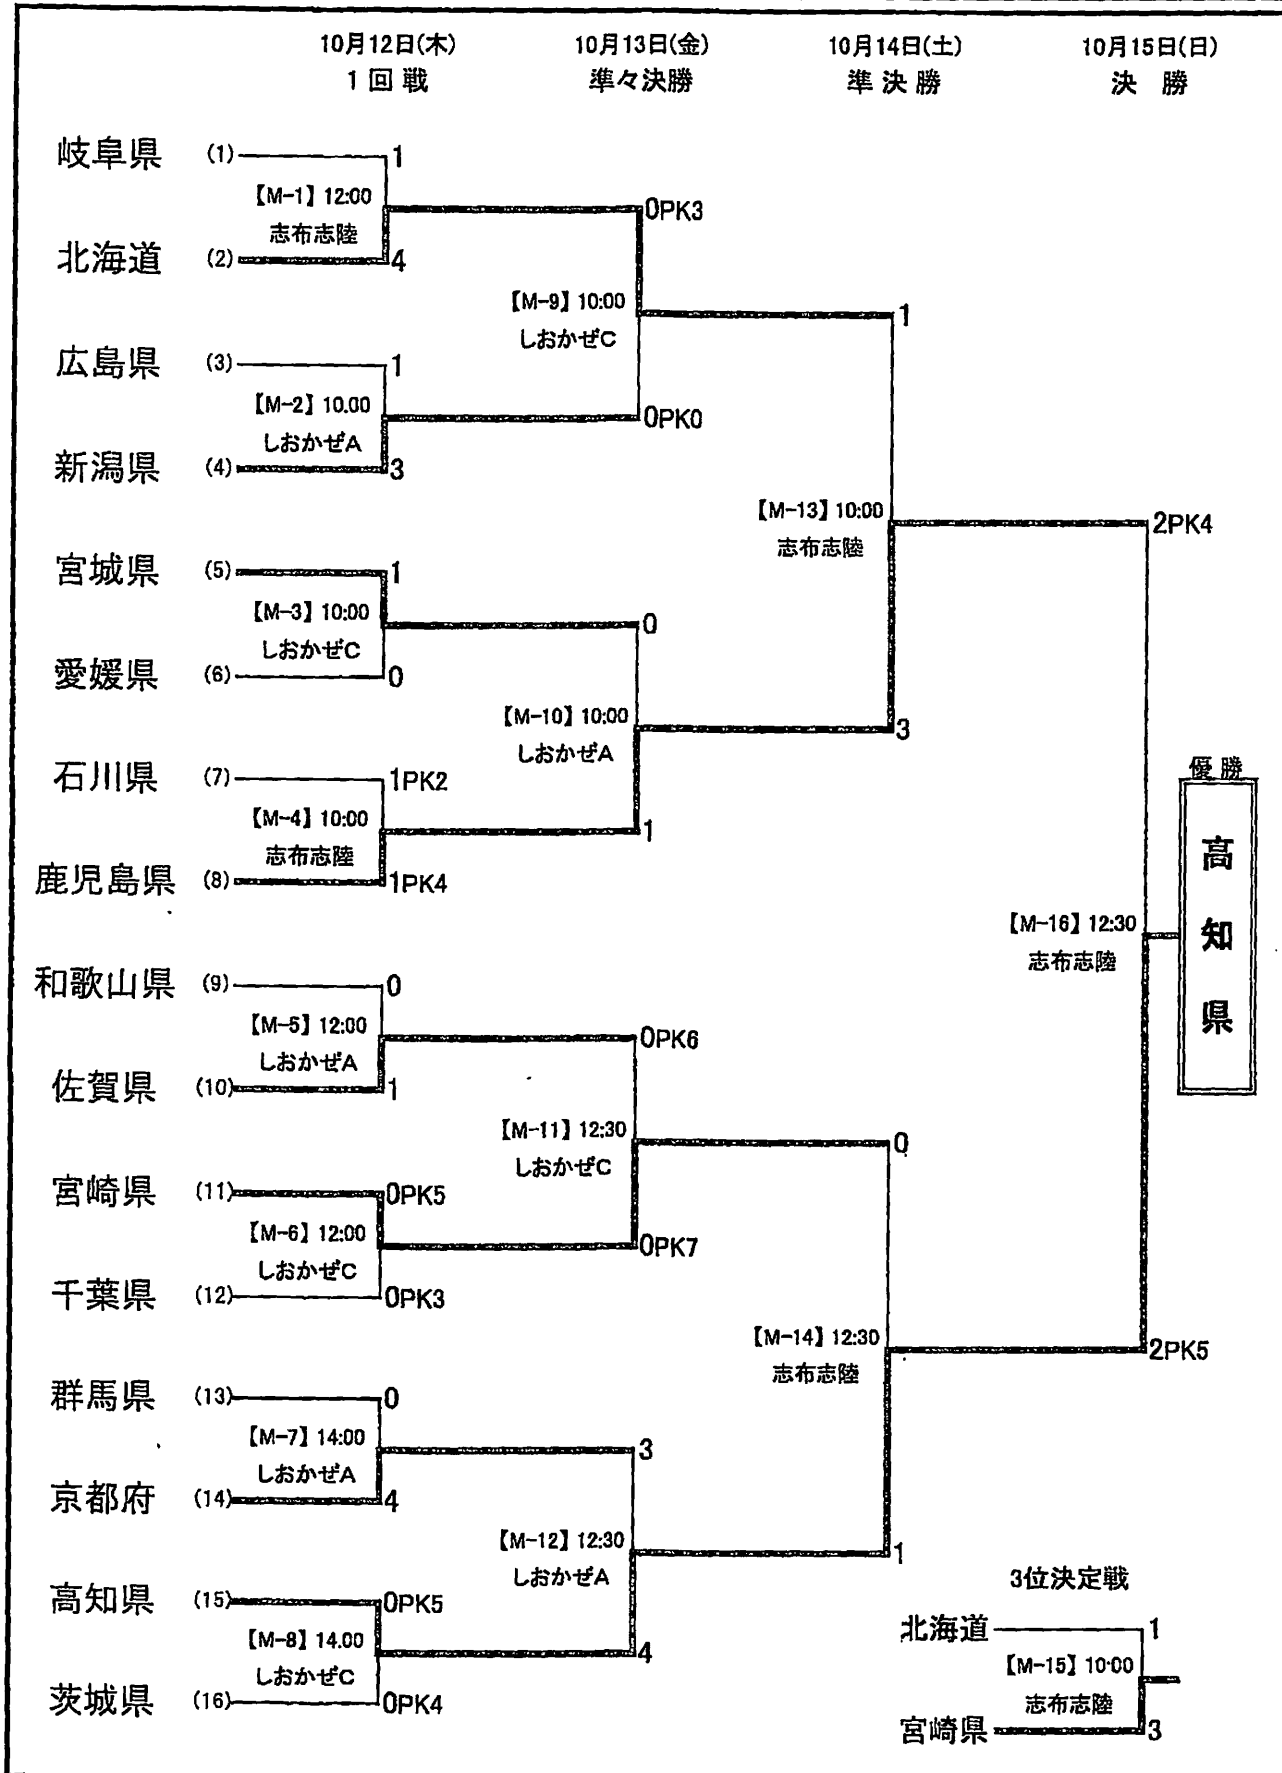 10月12日(木) 10月13日(金) 10月14日(土) 10月15日(日)
1回戦 準々決勝 準決勝 決勝
岐阜県 (1) 1
【M-1】12:00
志布志陸
0PK3
北海道 (2) 4
【M-9】10:00
しおかぜC
1
広島県 (3) 1
【M-2】10.00
しおかぜA
0PK0
新潟県 (4) 3
【M-13】10:00
志布志陸
2PK4
宮城県 (5) 1
【M-3】10:00
しおかぜC
0
愛媛県 (6) 0
【M-10】10:00
しおかぜA
3
石川県 (7) 1PK2
【M-4】10:00
志布志陸
1
鹿児島県 (8) 1PK4
優勝
高知県
【M-16】12:30
志布志陸
和歌山県 (9) 0
【M-5】12:00
しおかぜA
0PK6
佐賀県 (10) 1
【M-11】12:30
しおかぜC
0
宮崎県 (11) 0PK5
【M-6】12:00
しおかぜC
0PK7
千葉県 (12) 0PK3
【M-14】12:30
志布志陸
2PK5
群馬県 (13) 0
【M-7】14:00
しおかぜA
3
京都府 (14) 4
【M-12】12:30
しおかぜA
1
高知県 (15) 0PK5
【M-8】14.00
しおかぜC
4
茨城県 (16) 0PK4
3位決定戦
北海道 1
【M-15】10:00
志布志陸
宮崎県 3